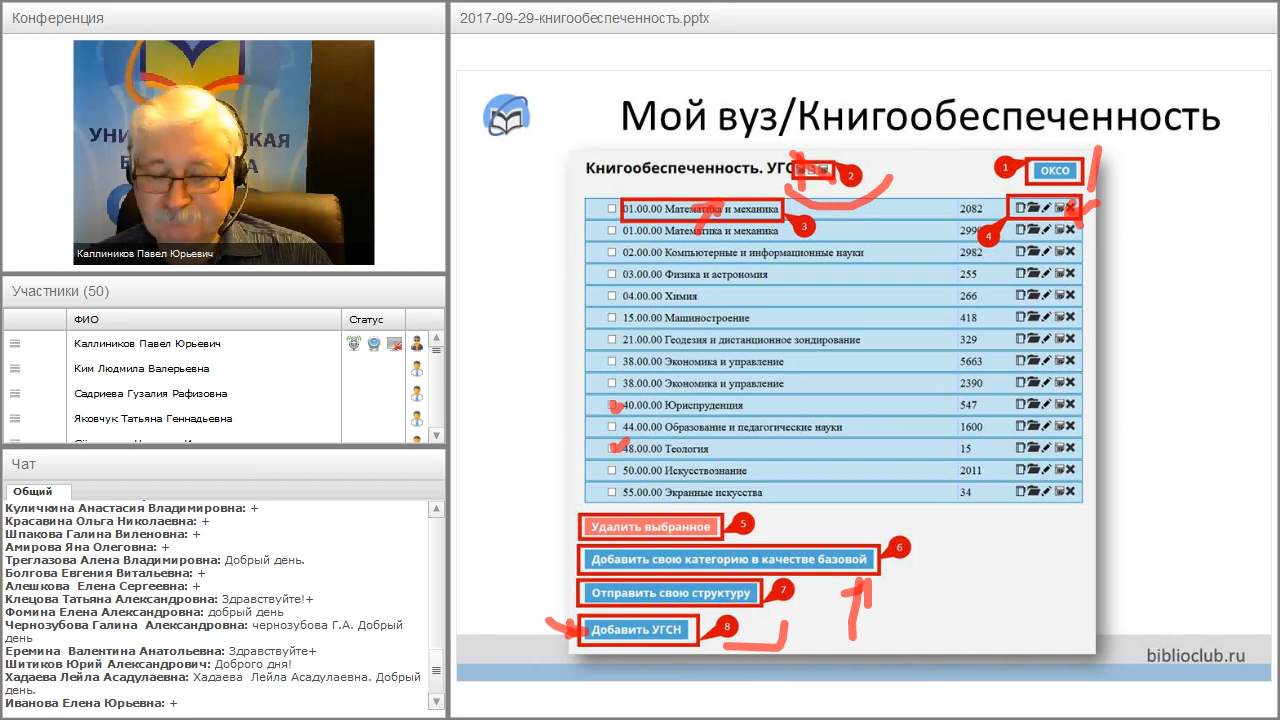 Конференция
УНИ
СКАЯ
Б
А
Каллиников Павел Юрьевич
Участники (50)
ФИО
Статус
Каллиников Павел Юрьевич
Ким Людмила Валерьевна
Садриева Гузалия Рафизовна
Яковчук Татьяна Геннадьевна
Чат
Общий
Куличкина Анастасия Владимировна: +
Красавина Ольга Николаевна: +
Шпакова Галина Виленовна: +
Амирова Яна Олеговна: +
Треглазова Алена Владимировна: Добрый день.
Болгова Евгения Витальевна: +
Алешкова Елена Сергеевна: +
Клецова Татьяна Александровна: Здравствуйте!+
Фомина Елена Александровна: добрый день
Чернозубова Галина Александровна: чернозубова Г.А. Добрый
день
Еремина Валентина Анатольевна: Здравствуйте+
Шитиков Юрий Александрович: Доброго дня!
Хадаева Лейла Асадулаевна: Хадаева Лейла Асадулаевна. Добрый
день.
Иванова Елена Юрьевна: +
2017-09-29-книгообеспеченность.pptx
Мой вуз/Книгообеспеченность
Книгообеспеченность. УГС
2
1
ОКСО
01.00.00 Математика и механика 2082
3
4
01.00.00 Математика и механика
02.00.00 Компьютерные и информационные науки 2982
03.00.00 Физика и астрономия 255
04.00.00 Химия 266
15.00.00 Машиностроение 418
21.00.00 Геодезия и дистанционное зондирование 329
38.00.00 Экономика и управление 5663
38.00.00 Экономика и управление 2390
40.00.00 Юриспруденция 547
44.00.00 Образование и педагогические науки 1600
48.00.00 Теология 15
50.00.00 Искусствознание 2011
55.00.00 Экранные искусства 34
Удалить выбранное 5
Добавить свою категорию в качестве базовой 6
Отправить свою структуру 7
Добавить УГСН 8
biblioclub.ru